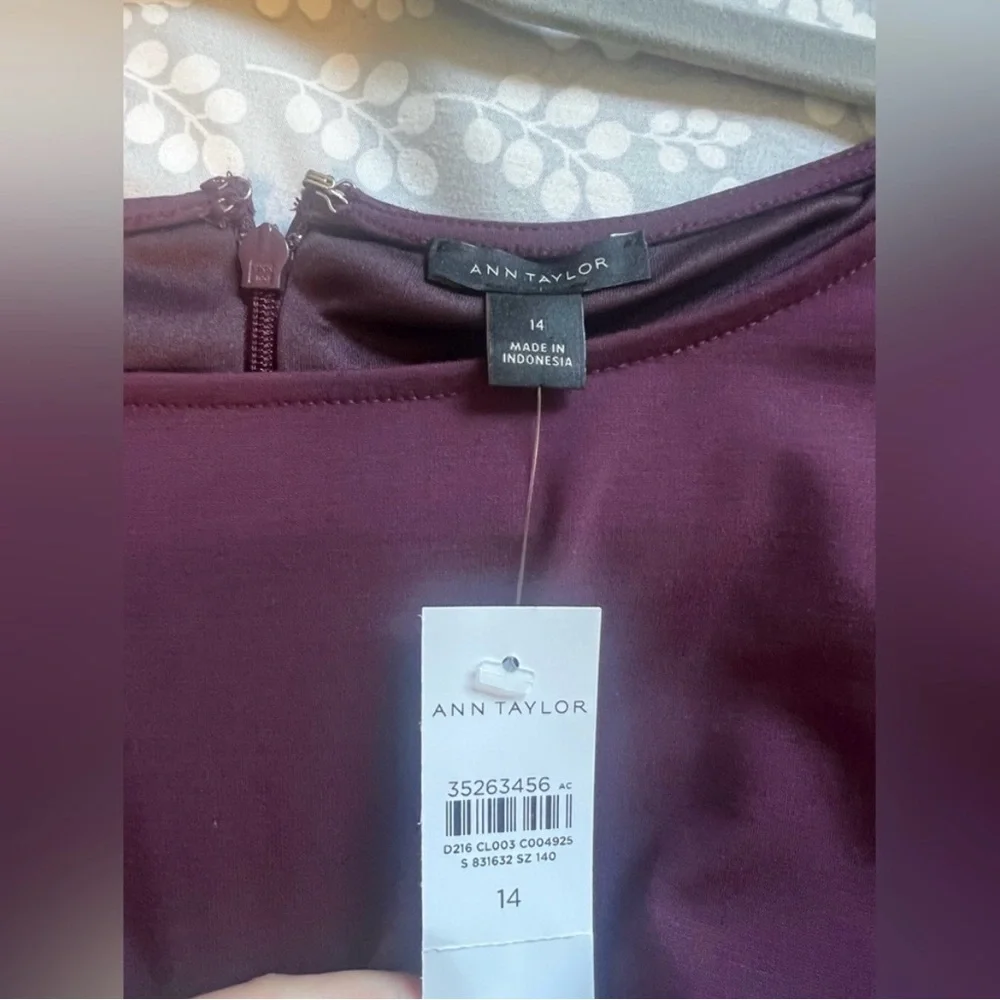 ANN TAYLOR
14
MADE IN
INDONESIA
ANN TAYLOR
35263456 AC
D216 CL003 C004925
S 831632 SZ 140
14